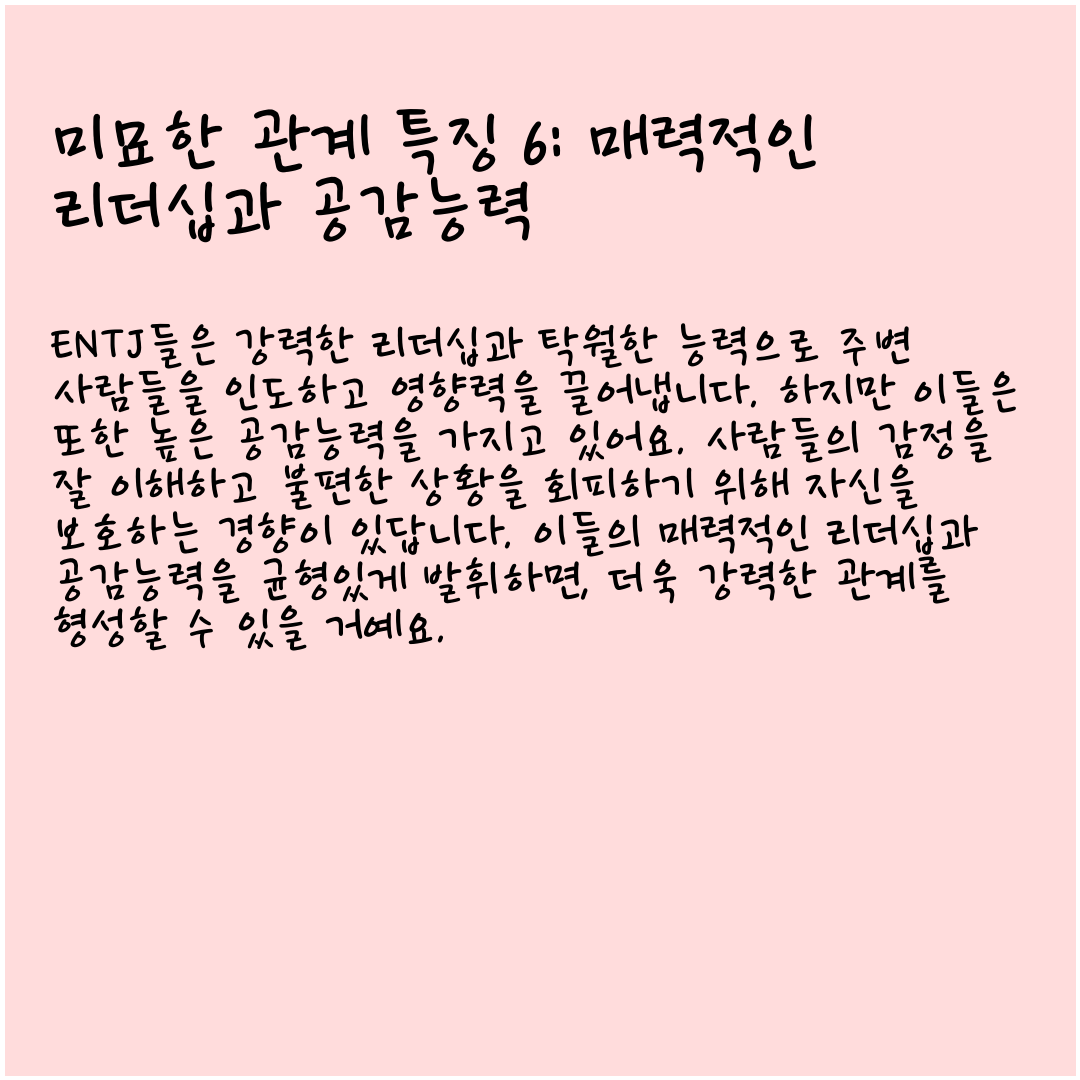 미묘한 관계 특징 6: 매력적인
리더십과 공감능력
ENTJ들은 강력한 리더십과 탁월한 능력으로 주변
사람들을 인도하고 영향력을 끌어냅니다. 하지만 이들은
또한 높은 공감능력을 가지고 있어요. 사람들의 감정을
잘 이해하고 불편한 상황을 회피하기 위해 자신을
보호하는 경향이 있답니다. 이들의 매력적인 리더십과
공감능력을 균형있게 발휘하면, 더욱 강력한 관계를
형성할 수 있을 거예요.